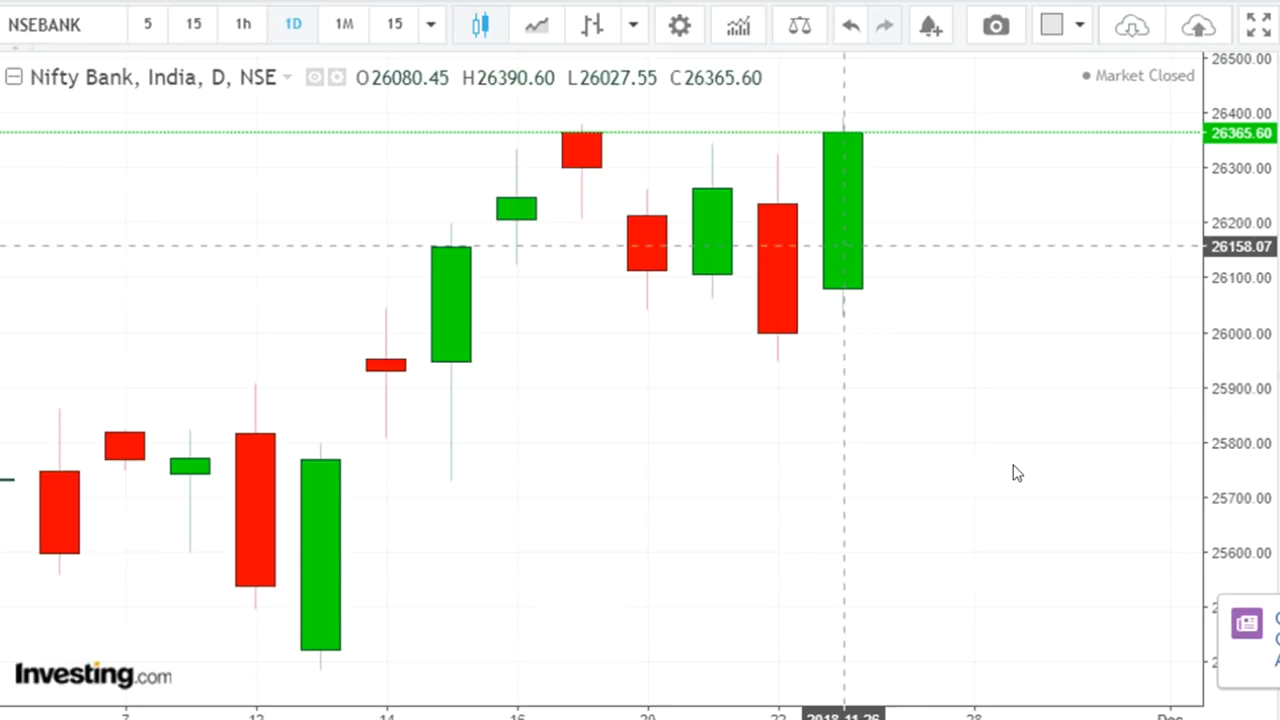 NSEBANK 5 15 1h 1D 1M 15
Nifty Bank, India, D, NSE O26080.45 H26390.60 L26027.55 C26365.60
Market Closed
26500.00
26400.00
26365.60
26300.00
26200.00
26158.07
26100.00
26000.00
25900.00
25800.00
25700.00
25600.00
Investing.com
7 12 14 16 20 22 2018-11-26 28 Dec